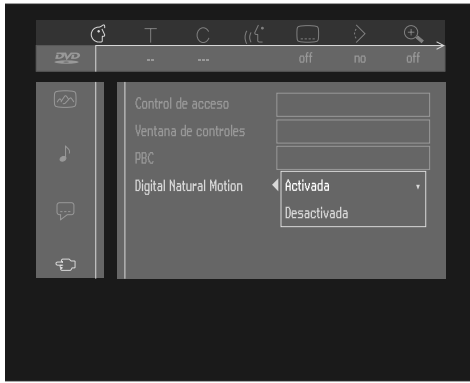 T C
DVD -- --- off no off
Control de acceso
Ventana de controles
PBC
Digital Natural Motion Activada
Desactivada